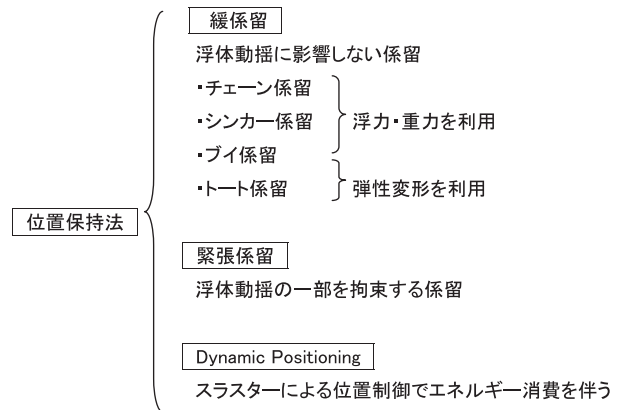 緩係留
浮体動揺に影響しない係留
・チェーン係留
・シンカー係留
浮力・重力を利用
・ブイ係留
・トート係留
弾性変形を利用
位置保持法
緊張係留
浮体動揺の一部を拘束する係留
Dynamic Positioning
スラスターによる位置制御でエネルギー消費を伴う